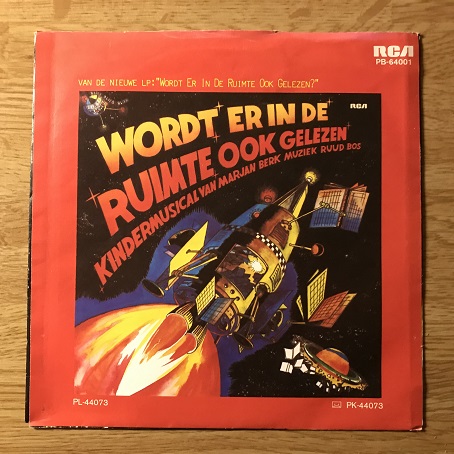 RCA
PB-64001
VAN DE NIEUWE LP: "WORDT ER IN DE RUIMTE OOK GELEZEN?"
RCA
WORDT ER IN DE
RUIMTE OOK GELEZEN
KINDERMUSICAL VAN MARJAN BERK MUZIEK RUUD BOS
PL-44073
PK-44073